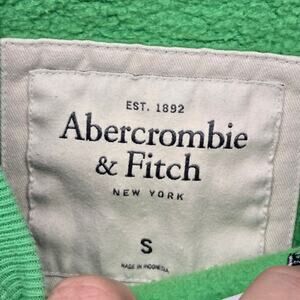 EST. 1892
Abercrombie
& Fitch
NEW YORK
S
MADE IN INDONESIA